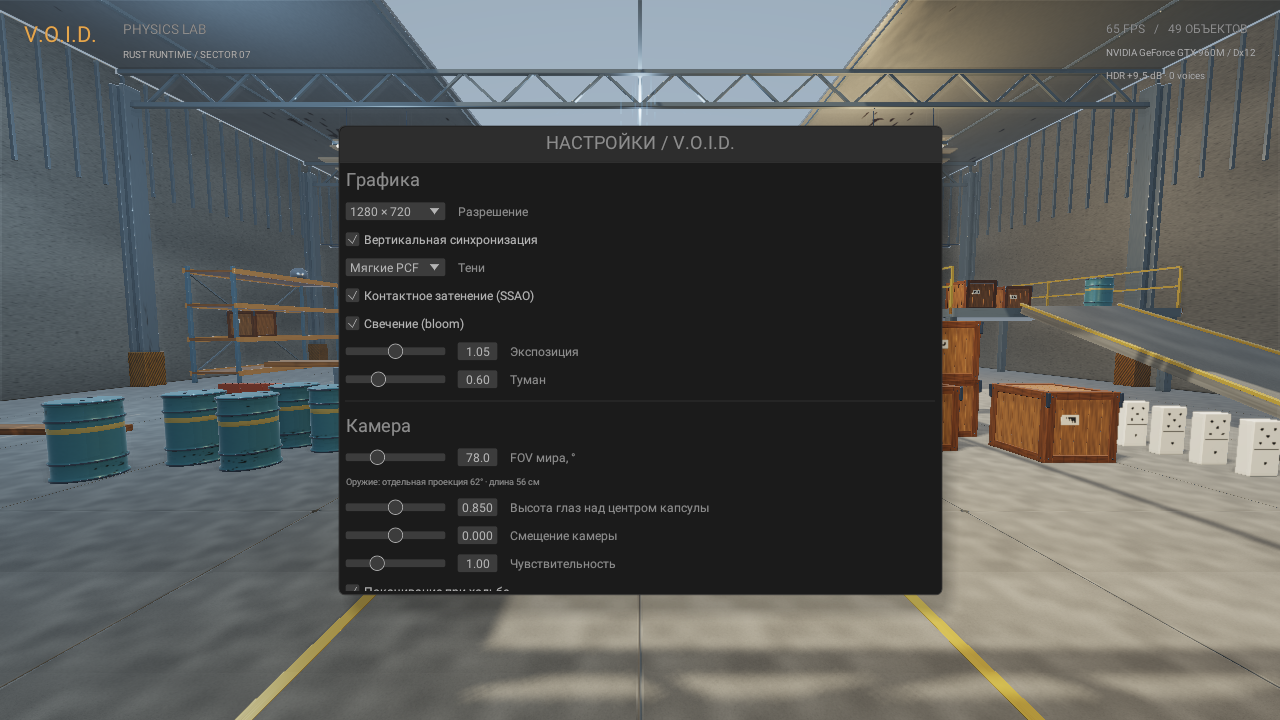 V.O.I.D.
PHYSICS LAB
RUST RUNTIME / SECTOR 07
65 FPS / 49 ОБЪЕКТОВ
NVIDIA GeForce GTX 960M / Dx12
HDR +9.5 dB · 0 voices
НАСТРОЙКИ / V.O.I.D.
Графика
1280 × 720 Разрешение
Вертикальная синхронизация
Мягкие PCF Тени
Контактное затенение (SSAO)
Свечение (bloom)
1.05 Экспозиция
0.60 Туман
Камера
78.0 FOV мира, °
Оружие: отдельная проекция 62° · длина 56 см
0.850 Высота глаз над центром капсулы
0.000 Смещение камеры
1.00 Чувствительность